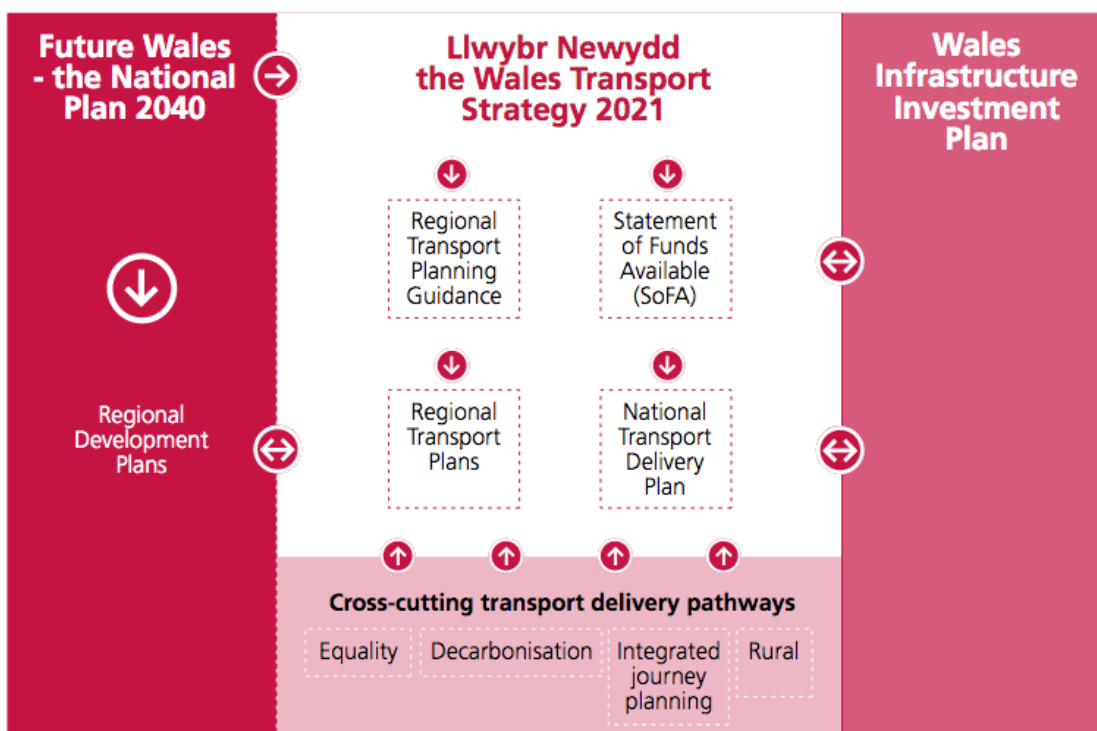 Future Wales
- the National
Plan 2040
Regional
Development
Plans
Llwybr Newydd
the Wales Transport
Strategy 2021
Regional
Transport
Planning
Guidance
Statement
of Funds
Available
(SoFA)
Regional
Transport
Plans
National
Transport
Delivery
Plan
Cross-cutting transport delivery pathways
Equality
Decarbonisation
Integrated
journey
planning
Rural
Wales
Infrastructure
Investment
Plan